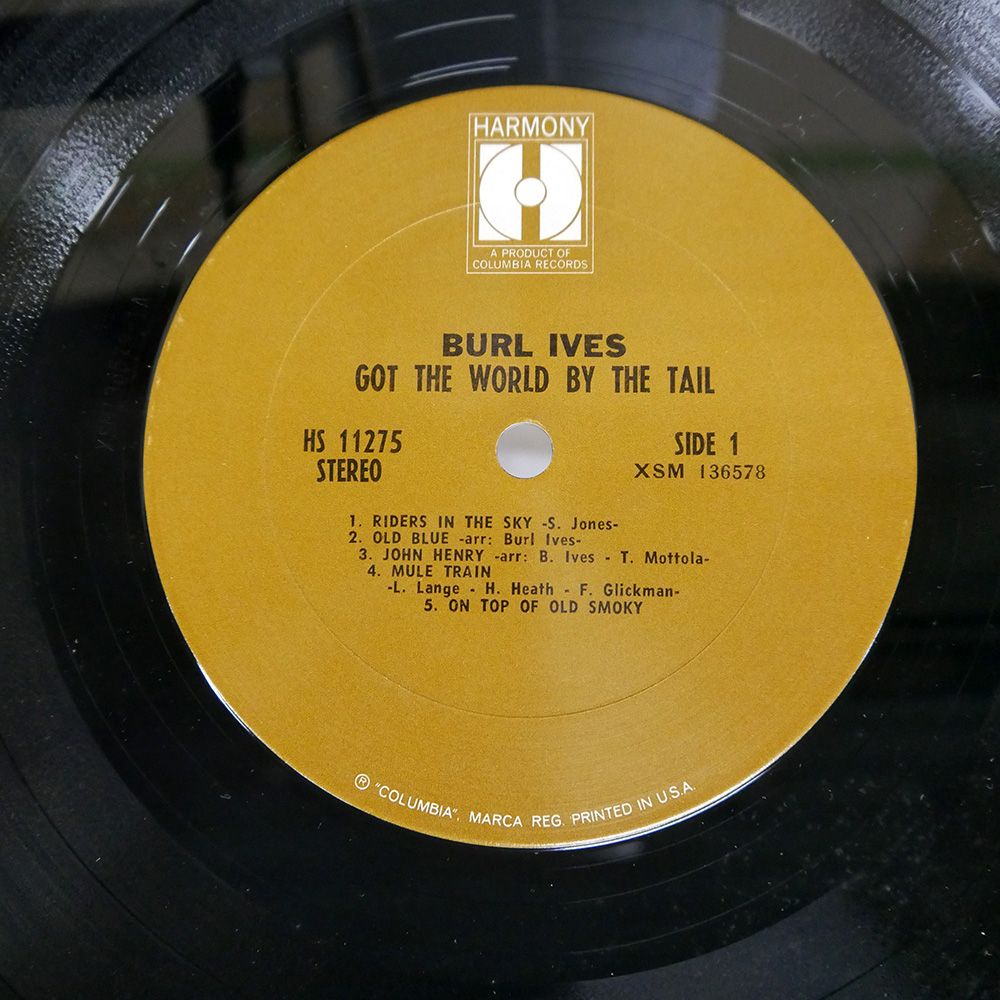 HARMONY
A PRODUCT OF
COLUMBIA RECORDS
BURL IVES
GOT THE WORLD BY THE TAIL
HS 11275
STEREO
SIDE 1
XSM 136578
1. RIDERS IN THE SKY -S. Jones-
2. OLD BLUE -arr: Burl Ives-
3. JOHN HENRY -arr: B. Ives - T. Mottola-
4. MULE TRAIN
-L. Lange - H. Heath - F. Glickman-
5. ON TOP OF OLD SMOKY
® "COLUMBIA", MARCA REG. PRINTED IN U.S.A.